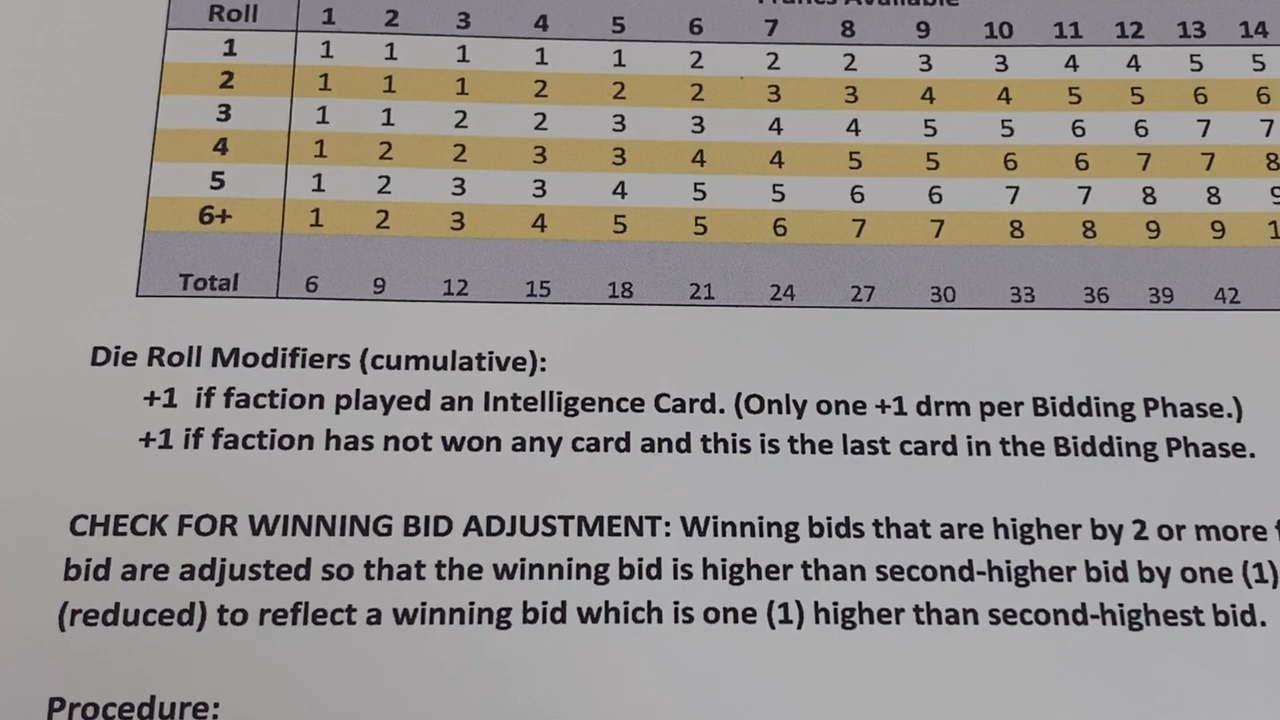 Francs Available
Roll 1 2 3 4 5 6 7 8 9 10 11 12 13 14
1 1 1 1 1 1 2 2 2 3 3 4 4 5 5
2 1 1 1 2 2 2 3 3 4 4 5 5 6 6
3 1 1 2 2 3 3 4 4 5 5 6 6 7 7
4 1 2 2 3 3 4 4 5 5 6 6 7 7 8
5 1 2 3 3 4 5 5 6 6 7 7 8 8
6+ 1 2 3 4 5 5 6 7 7 8 8 9 9
Total 6 9 12 15 18 21 24 27 30 33 36 39 42
Die Roll Modifiers (cumulative):
+1 if faction played an Intelligence Card. (Only one +1 drm per Bidding Phase.)
+1 if faction has not won any card and this is the last card in the Bidding Phase.
CHECK FOR WINNING BID ADJUSTMENT: Winning bids that are higher by 2 or more
bid are adjusted so that the winning bid is higher than second-higher bid by one (1)
(reduced) to reflect a winning bid which is one (1) higher than second-highest bid.
Procedure: